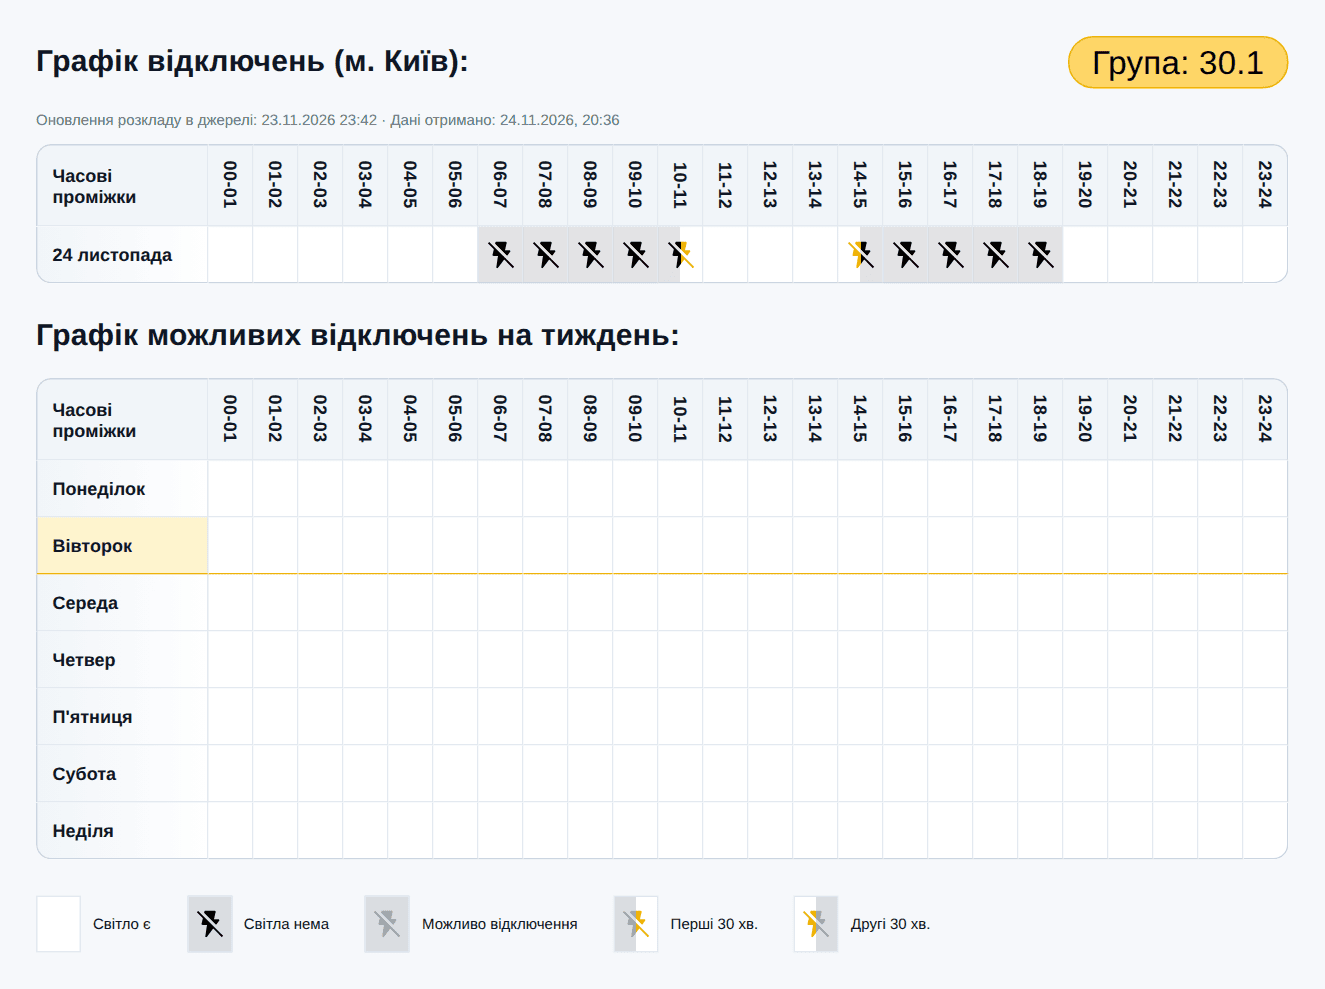 Графік відключень (м. Київ):
Група: 30.1
Оновлення розкладу в джерелі: 23.11.2026 23:42 · Дані отримано: 24.11.2026, 20:36
Часові проміжки 00-01 01-02 02-03 03-04 04-05 05-06 06-07 07-08 08-09 09-10 10-11 11-12 12-13 13-14 14-15 15-16 16-17 17-18 18-19 19-20 20-21 21-22 22-23 23-24
24 листопада
Графік можливих відключень на тиждень:
Часові проміжки 00-01 01-02 02-03 03-04 04-05 05-06 06-07 07-08 08-09 09-10 10-11 11-12 12-13 13-14 14-15 15-16 16-17 17-18 18-19 19-20 20-21 21-22 22-23 23-24
Понеділок
Вівторок
Середа
Четвер
П'ятниця
Субота
Неділя
Світло є Світла нема Можливо відключення Перші 30 хв. Другі 30 хв.